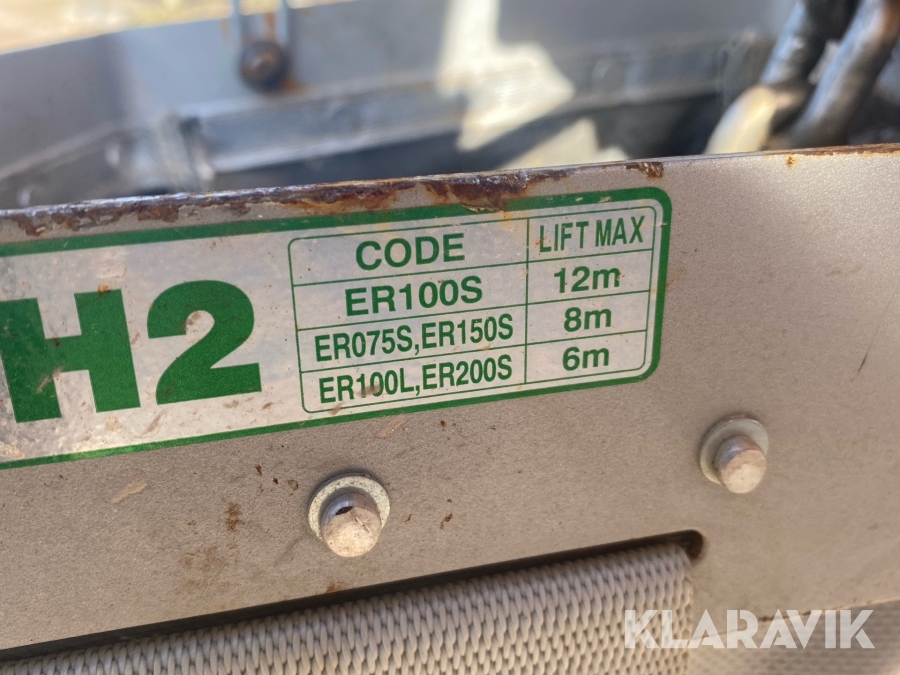 H2
CODE LIFT MAX
ER100S 12m
ER075S,ER150S 8m
ER100L,ER200S 6m
KLARAVIK